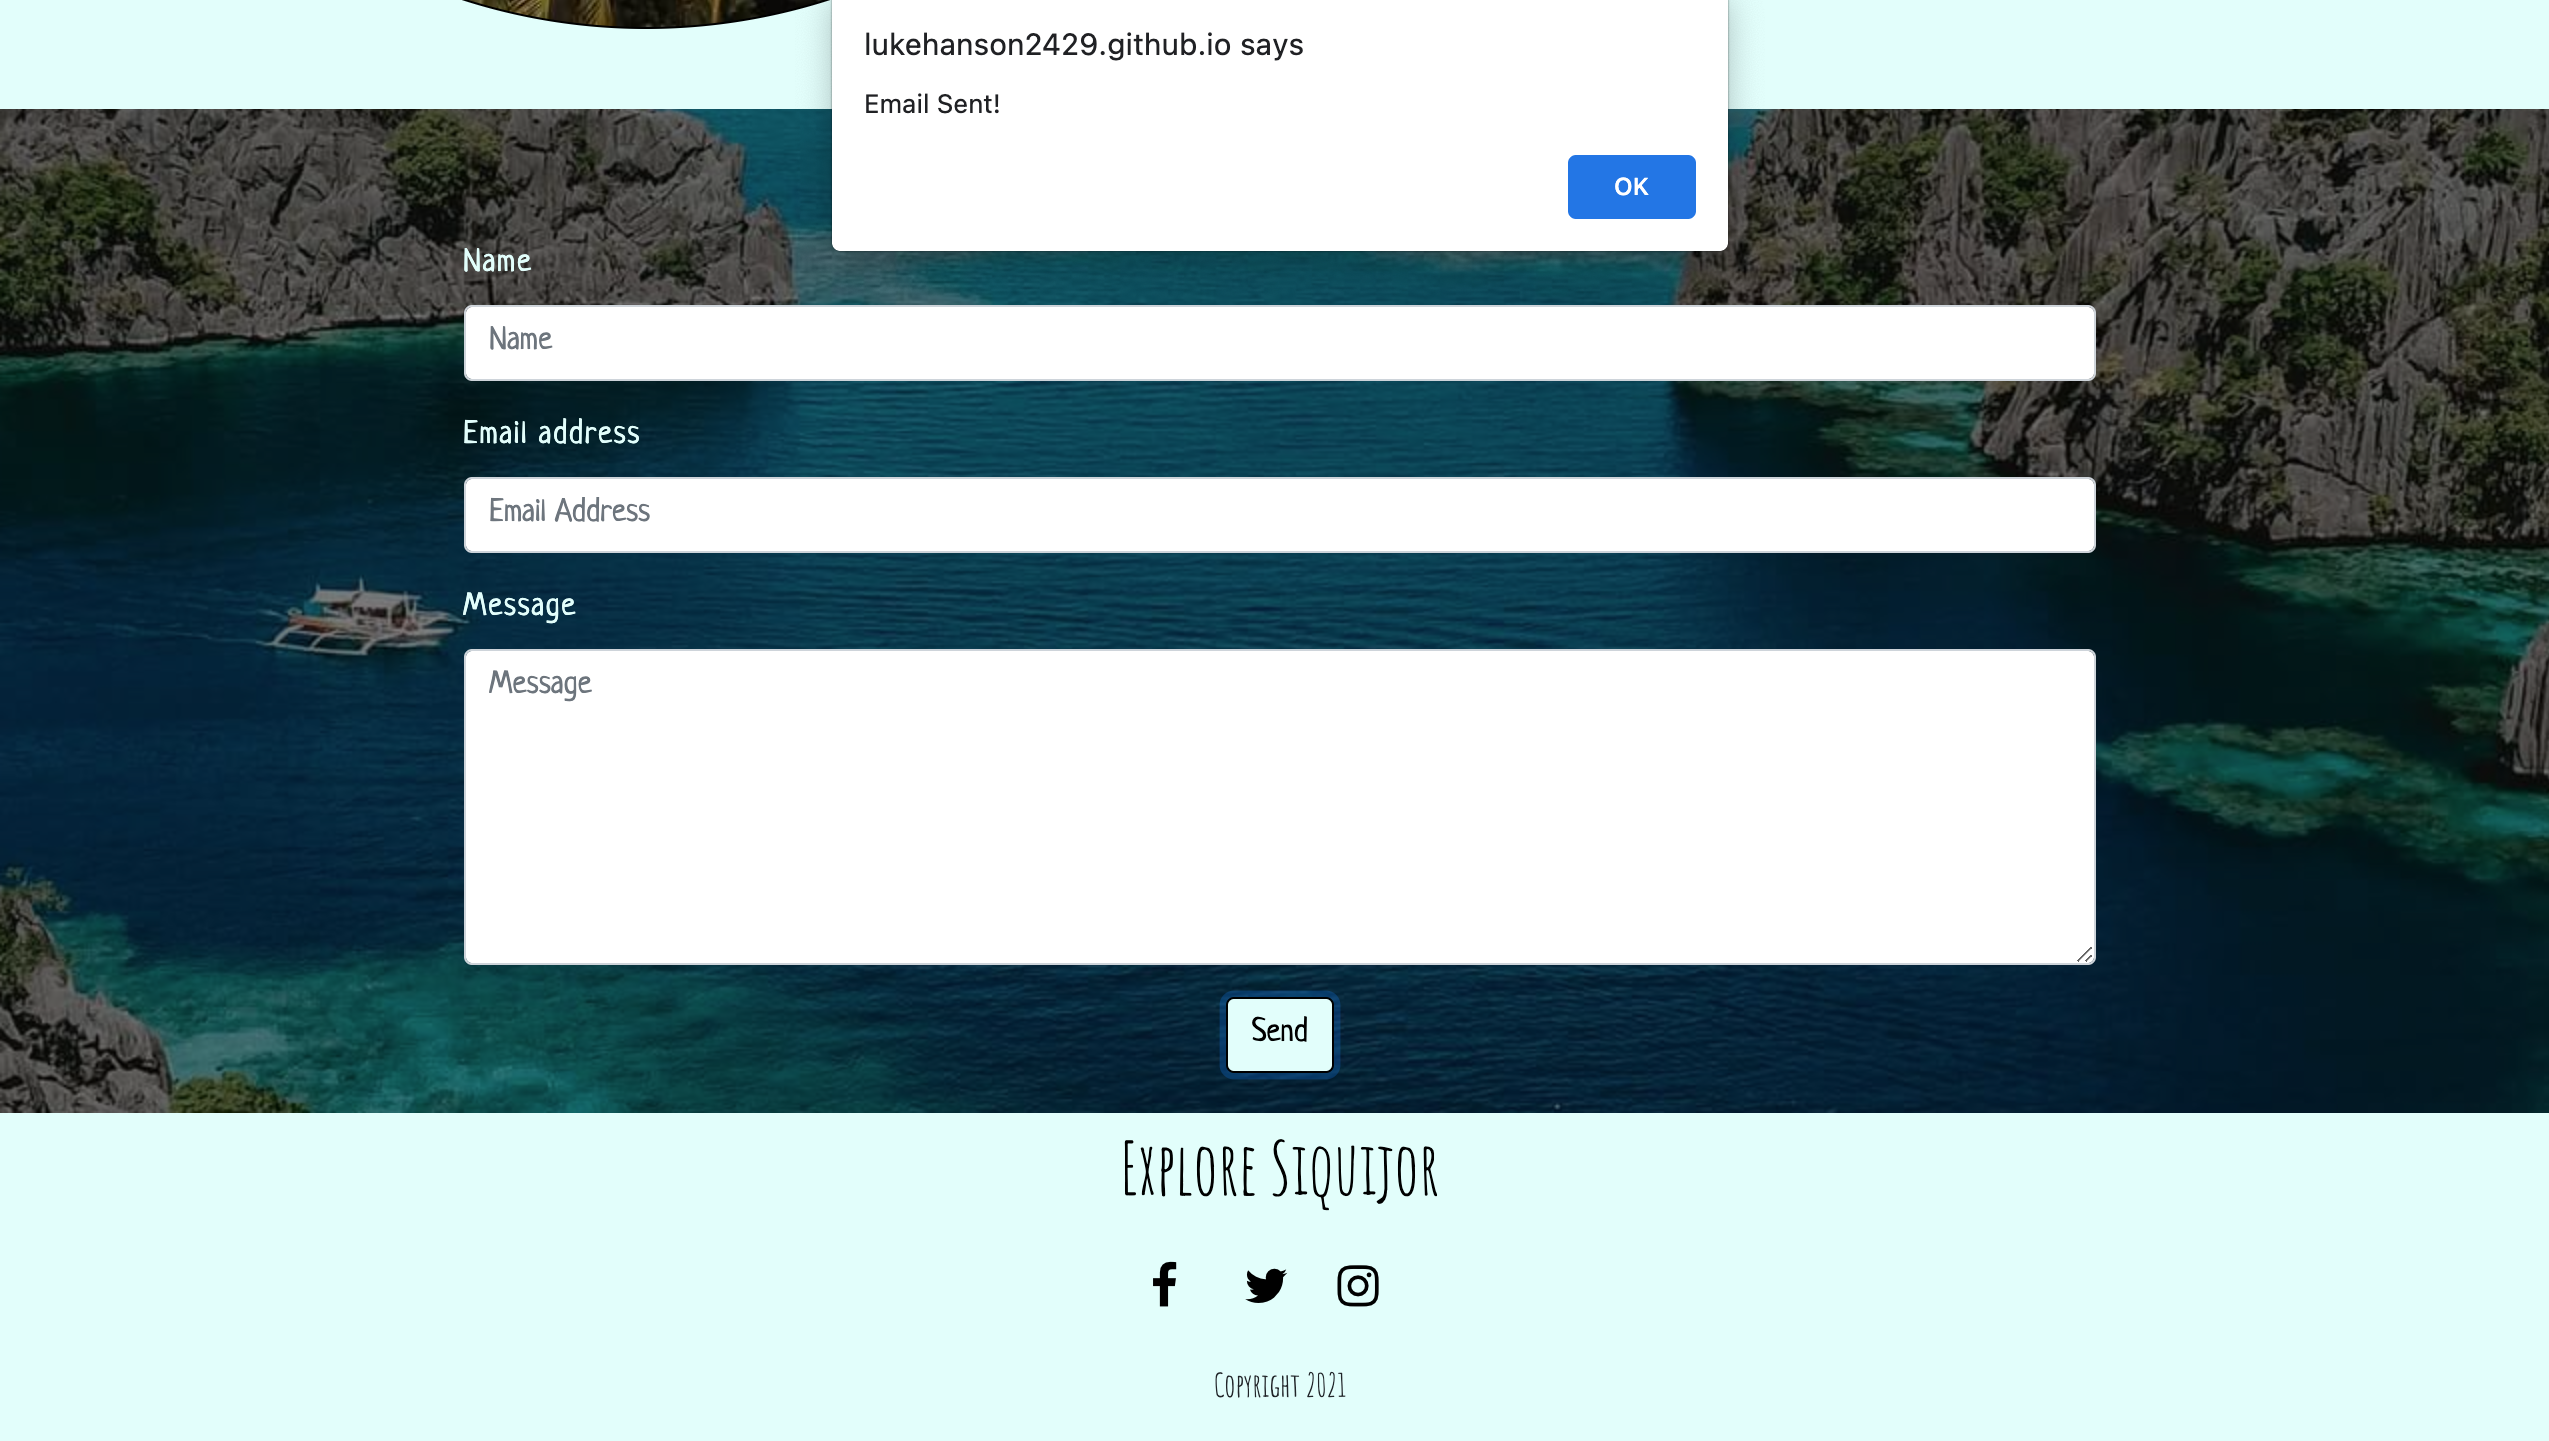 lukehanson2429.github.io says
Email Sent!
OK
Name
Name
Email address
Email Address
Message
Message
Send
Explore Siquijor
Copyright 2021